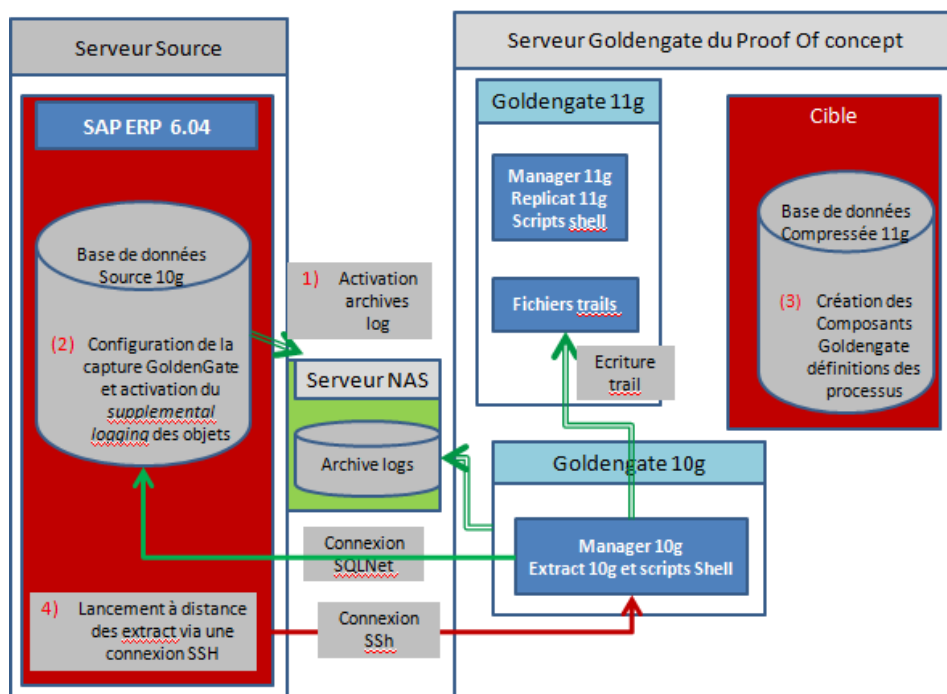 Serveur Source
SAP ERP 6.04
Base de données
Source 10g
(2) Configuration de la
capture GoldenGate
et activation du
supplemental
logging des objets
4) Lancement à distance
des extract via une
connexion SSH
1) Activation
archives
log
Serveur NAS
Archive logs
Connexion
SQLNet
Connexion
SSh
Serveur Goldengate du Proof Of concept
Goldengate 11g
Manager 11g
Replicat 11g
Scripts shell
Fichiers trails
Ecriture
trail
Goldengate 10g
Manager 10g
Extract 10g et scripts Shell
Cible
Base de données
Compressée 11g
(3) Création des
Composants
Goldengate
définitions des
processus